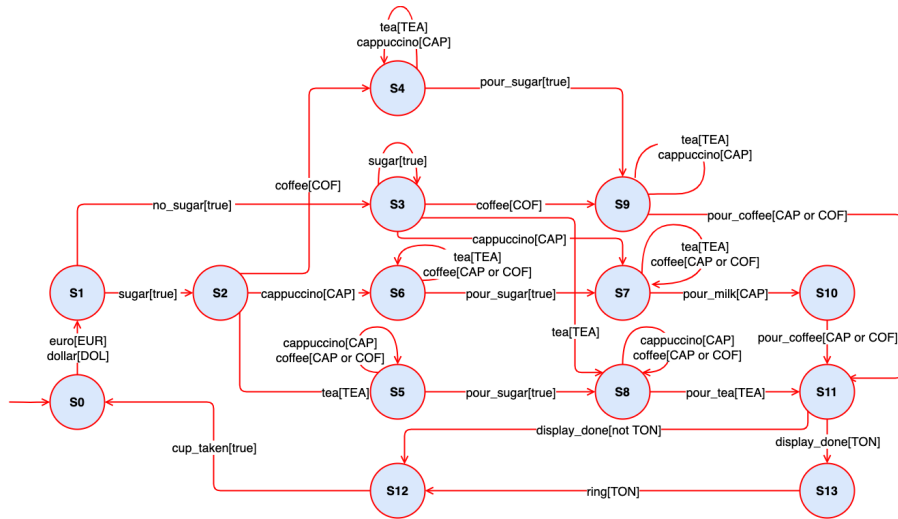 tea[TEA]
cappuccino[CAP]
S4
pour_sugar[true]
tea[TEA]
cappuccino[CAP]
sugar[true]
coffee[COF]
no_sugar[true]
S3
coffee[COF]
S9
pour_coffee[CAP or COF]
cappuccino[CAP]
tea[TEA]
coffee[CAP or COF]
tea[TEA]
coffee[CAP or COF]
S1
sugar[true]
S2
cappuccino[CAP]
S6
pour_sugar[true]
S7
pour_milk[CAP]
S10
euro[EUR]
dollar[DOL]
tea[TEA]
pour_coffee[CAP or COF]
cappuccino[CAP]
coffee[CAP or COF]
cappuccino[CAP]
coffee[CAP or COF]
S0
tea[TEA]
S5
pour_sugar[true]
S8
pour_tea[TEA]
S11
display_done[not TON]
display_done[TON]
cup_taken[true]
S12
ring[TON]
S13